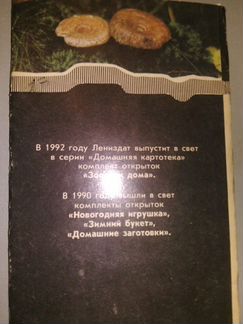 В 1992 году Лениздат выпустит в свет
в серии «Домашняя картотека»
комплект открыток
дома».
В 1990 году вышли в свет
комплекты открыток
«Новогодняя игрушка»,
«Зимний букет»,
«Домашние заготовки».